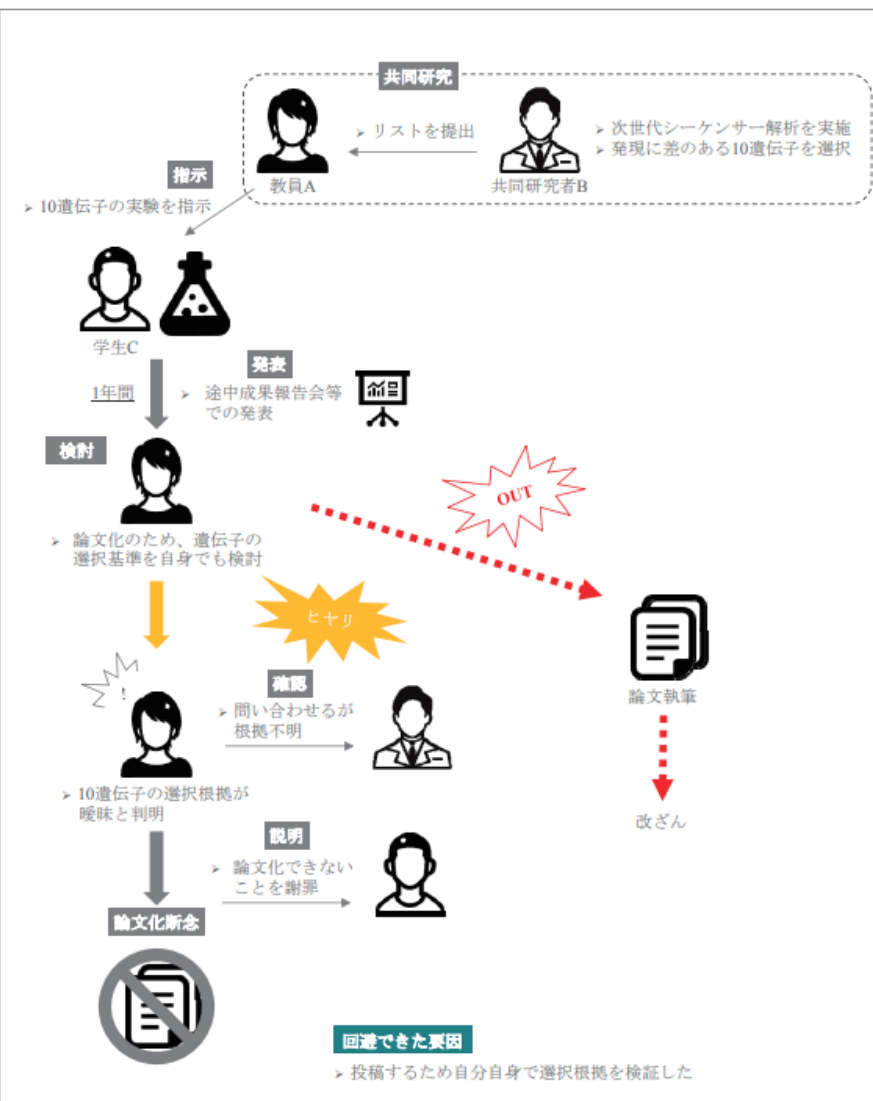 共同研究
➢ リストを提出
➢ 次世代シーケンサー解析を実施
➢ 発現に差のある10遺伝子を選択
教員A
共同研究者B
指示
➢ 10遺伝子の実験を指示
学生C
発表
1年間
➢ 途中成果報告会等
での発表
検討
OUT
➢ 論文化のため、遺伝子の
選択基準を自身でも検討
ヒヤリ
!
確認
➢ 問い合わせるが
根拠不明
論文執筆
➢ 10遺伝子の選択根拠が
曖昧と判明
改ざん
説明
➢ 論文化できない
ことを謝罪
論文化断念
回避できた要因
➢ 投稿するため自分自身で選択根拠を検証した